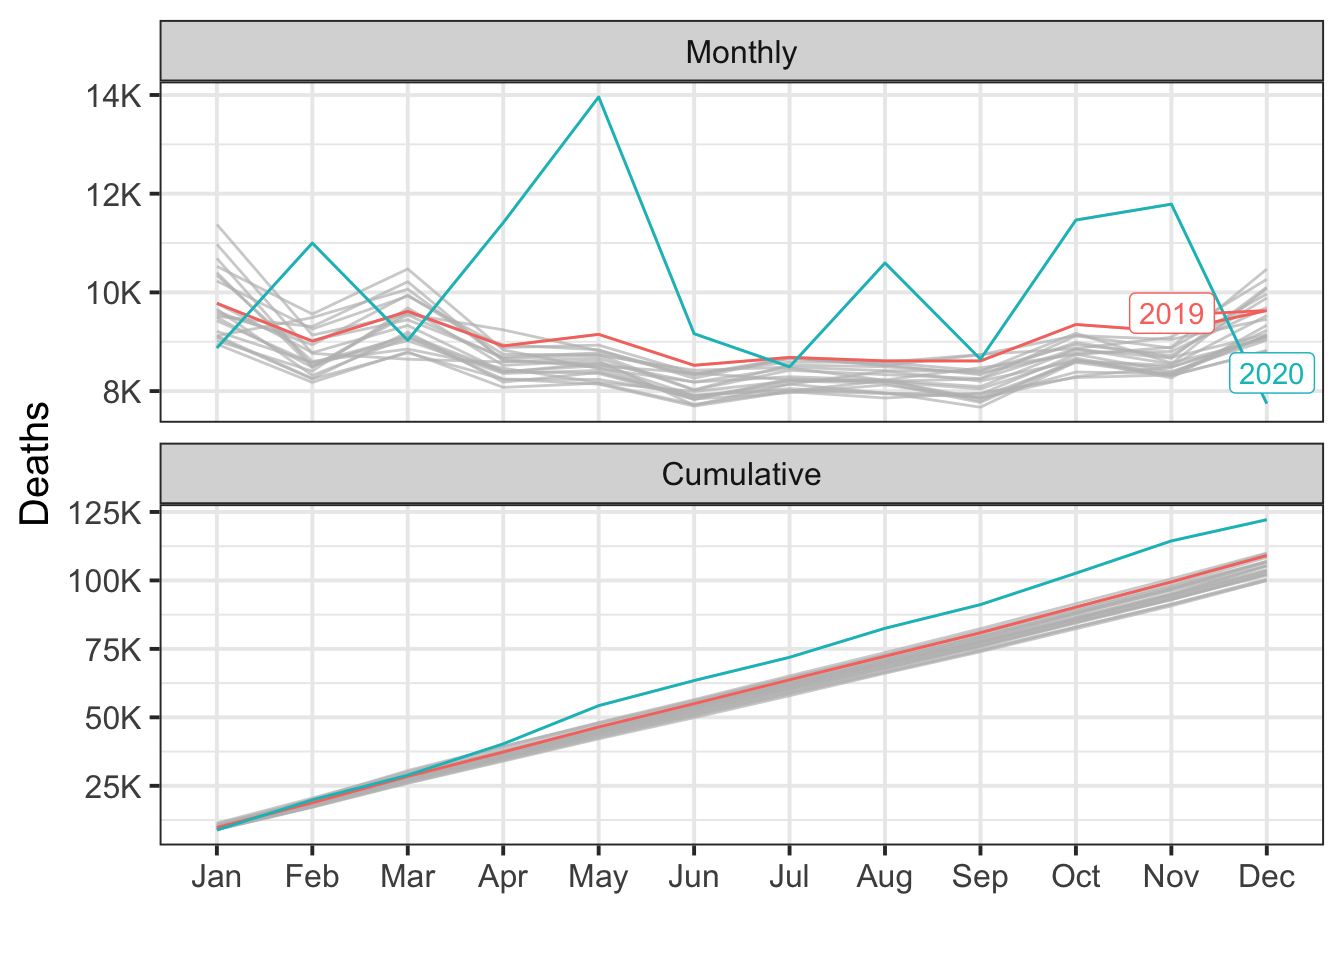 Monthly
14K
12K
10K
8K
2019
2020
Deaths
Cumulative
125K
100K
75K
50K
25K
Jan Feb Mar Apr May Jun Jul Aug Sep Oct Nov Dec